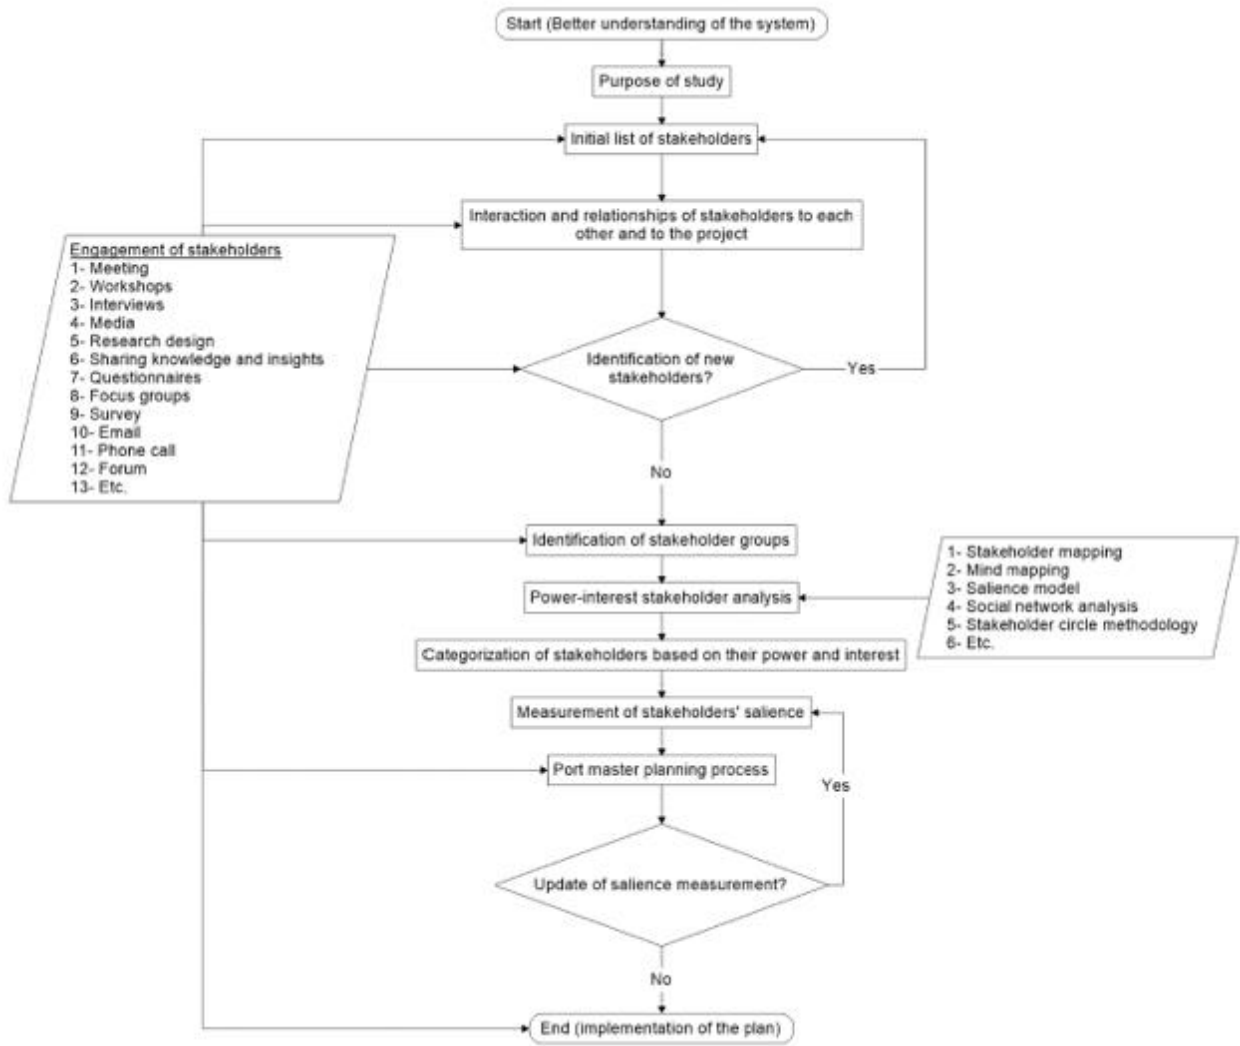 Start (Better understanding of the system)
Purpose of study
Initial list of stakeholders
Interaction and relationships of stakeholders to each
other and to the project
Engagement of stakeholders
1- Meeting
2- Workshops
3- Interviews
4- Media
5- Research design
6- Sharing knowledge and insights
7- Questionnaires
8- Focus groups
9- Survey
10- Email
11- Phone call
12- Forum
13- Etc.
Identification of new
stakeholders?
Yes
No
Identification of stakeholder groups
1- Stakeholder mapping
2- Mind mapping
3- Salience model
4- Social network analysis
5- Stakeholder circle methodology
6- Etc.
Power-interest stakeholder analysis
Categorization of stakeholders based on their power and interest
Measurement of stakeholders' salience
Port master planning process
Yes
Update of salience measurement?
No
End (implementation of the plan)